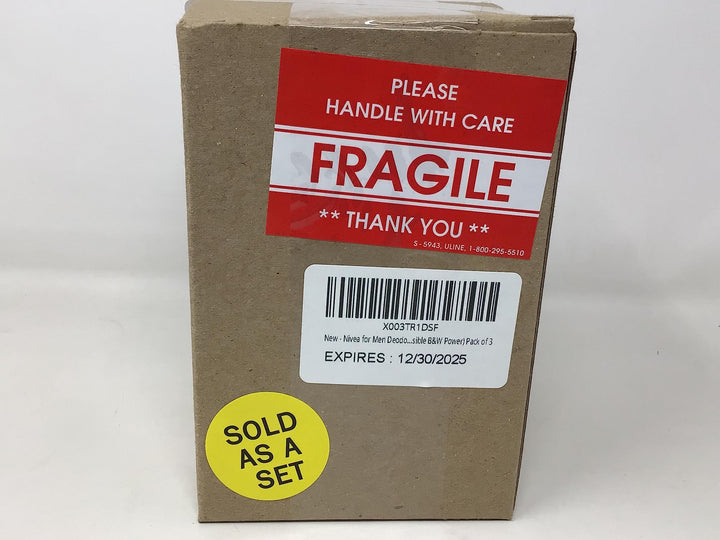 PLEASE
HANDLE WITH CARE
FRAGILE
** THANK YOU **
S - 5943, ULINE, 1-800-295-5510
X003TR1DSF
New - Nivea for Men Deodo...sible B&W Power) Pack of 3
EXPIRES : 12/30/2025
SOLD
AS A
SET